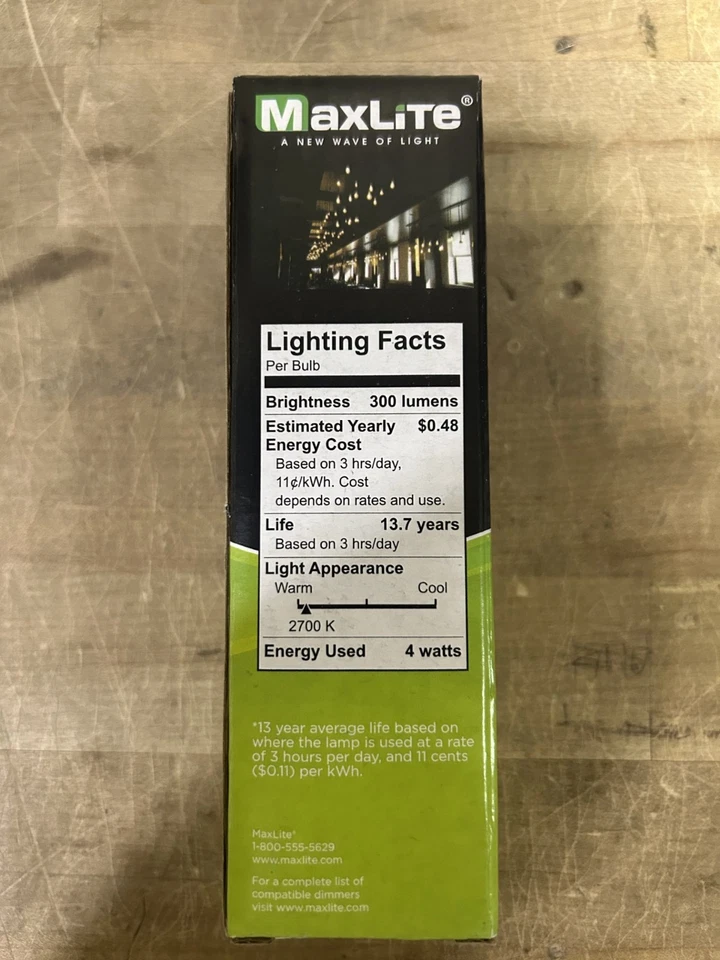 MAXLITE®
A NEW WAVE OF LIGHT
Lighting Facts
Per Bulb
Brightness 300 lumens
Estimated Yearly $0.48
Energy Cost
Based on 3 hrs/day,
11¢/kWh. Cost
depends on rates and use.
Life 13.7 years
Based on 3 hrs/day
Light Appearance
Warm Cool
2700 K
Energy Used 4 watts
*13 year average life based on
where the lamp is used at a rate
of 3 hours per day, and 11 cents
($0.11) per kWh.
MaxLite®
1-800-555-5629
www.maxlite.com
For a complete list of
compatible dimmers
visit www.maxlite.com